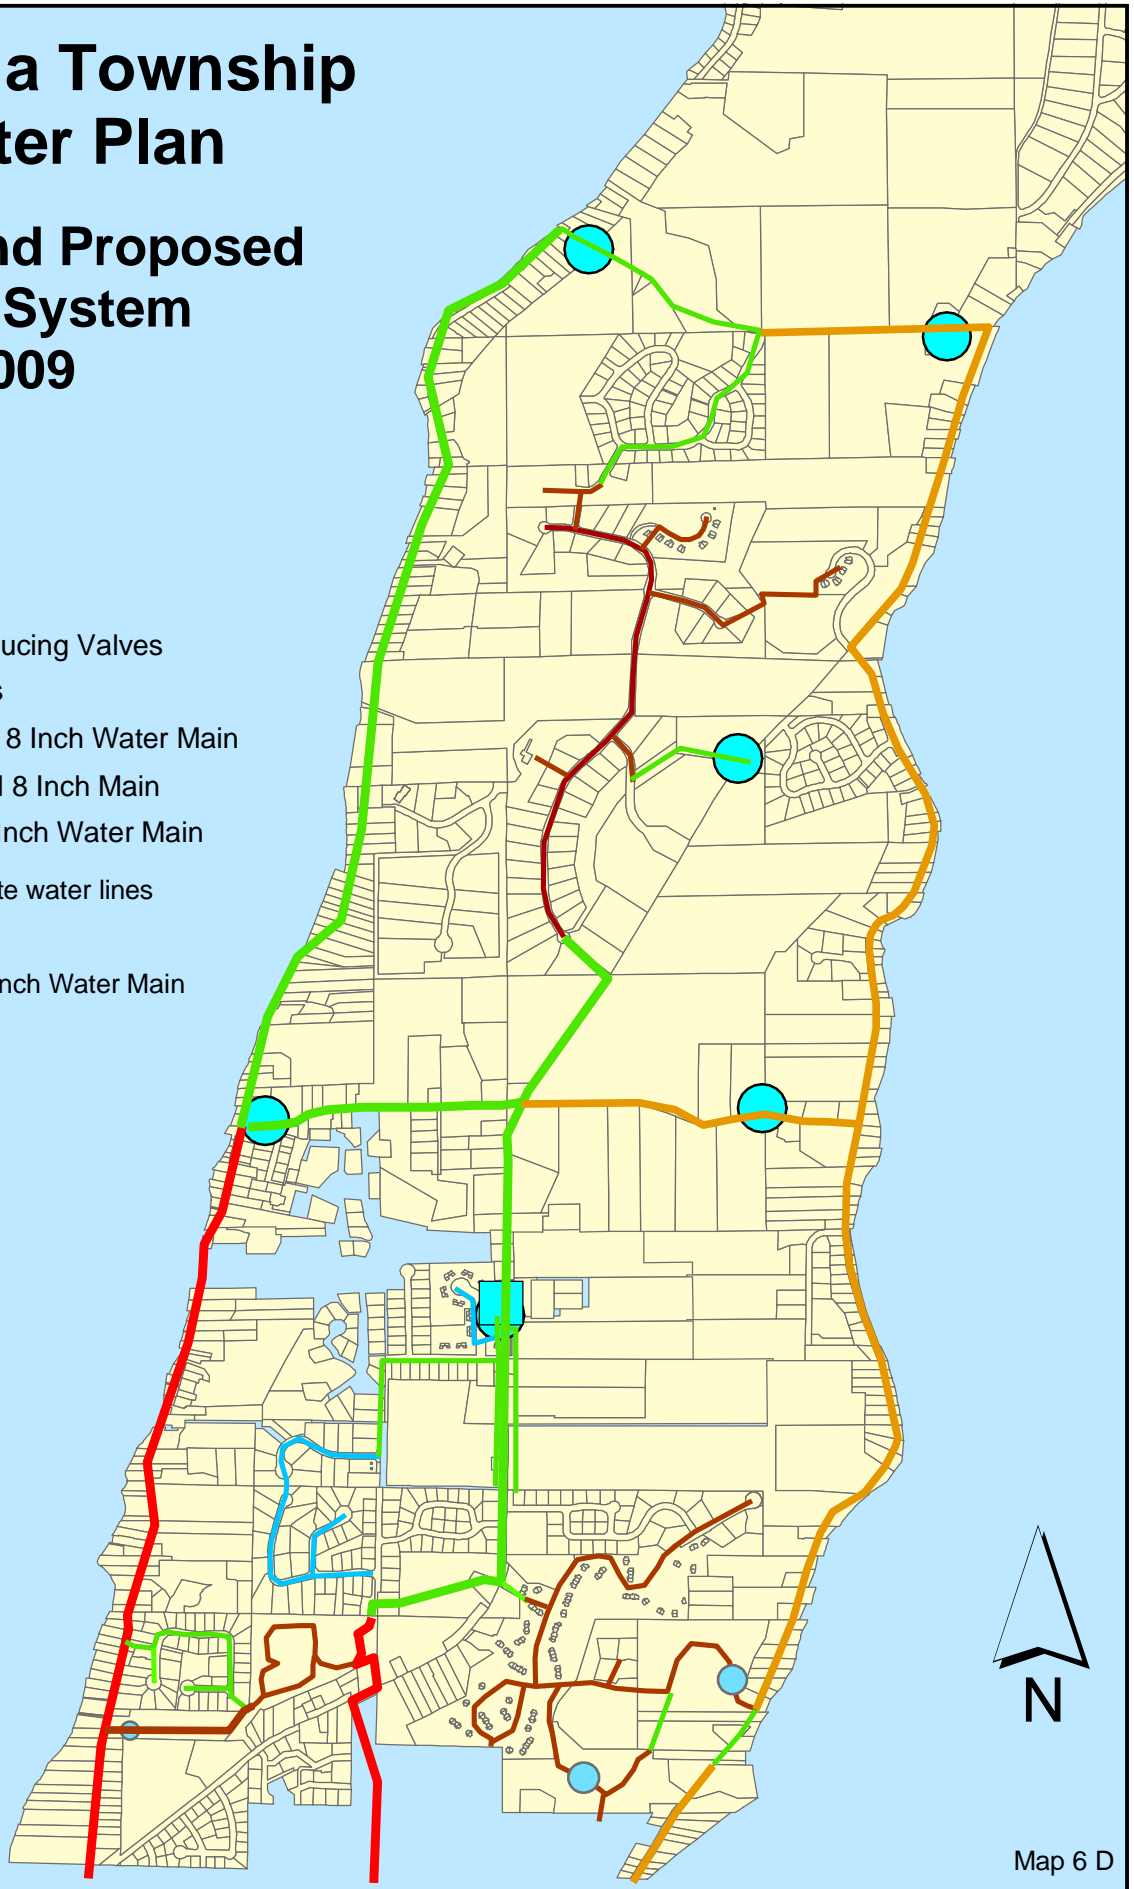 a Township
ter Plan
nd Proposed
System
009
ucing Valves
s
8 Inch Water Main
l 8 Inch Main
Inch Water Main
te water lines
nch Water Main
N
Map 6 D